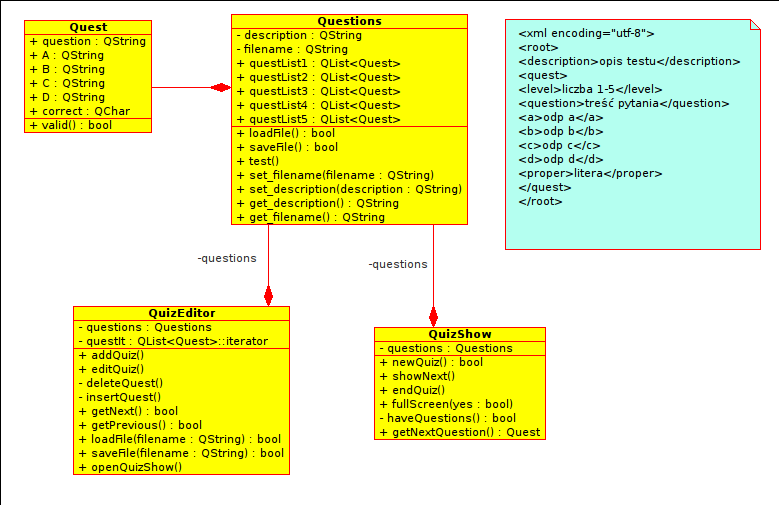 Quest
+ question : QString
+ A : QString
+ B : QString
+ C : QString
+ D : QString
+ correct : QChar
+ valid() : bool
Questions
- description : QString
- filename : QString
+ questList1 : QList<Quest>
+ questList2 : QList<Quest>
+ questList3 : QList<Quest>
+ questList4 : QList<Quest>
+ questList5 : QList<Quest>
+ loadFile() : bool
+ saveFile() : bool
+ test()
+ set_filename(filename : QString)
+ set_description(description : QString)
+ get_description() : QString
+ get_filename() : QString
<xml encoding="utf-8">
<root>
<description>opis testu</description>
<quest>
<level>liczba 1-5</level>
<question>treść pytania</question>
<a>odp a</a>
<b>odp b</b>
<c>odp c</c>
<d>odp d</d>
<proper>litera</proper>
</quest>
</root>
-questions
-questions
QuizEditor
- questions : Questions
- questIt : QList<Quest>::iterator
+ addQuiz()
+ editQuiz()
- deleteQuest()
- insertQuest()
+ getNext() : bool
+ getPrevious() : bool
+ loadFile(filename : QString) : bool
+ saveFile(filename : QString) : bool
+ openQuizShow()
QuizShow
- questions : Questions
+ newQuiz() : bool
+ showNext()
+ endQuiz()
+ fullScreen(yes : bool)
- haveQuestions() : bool
+ getNextQuestion() : Quest